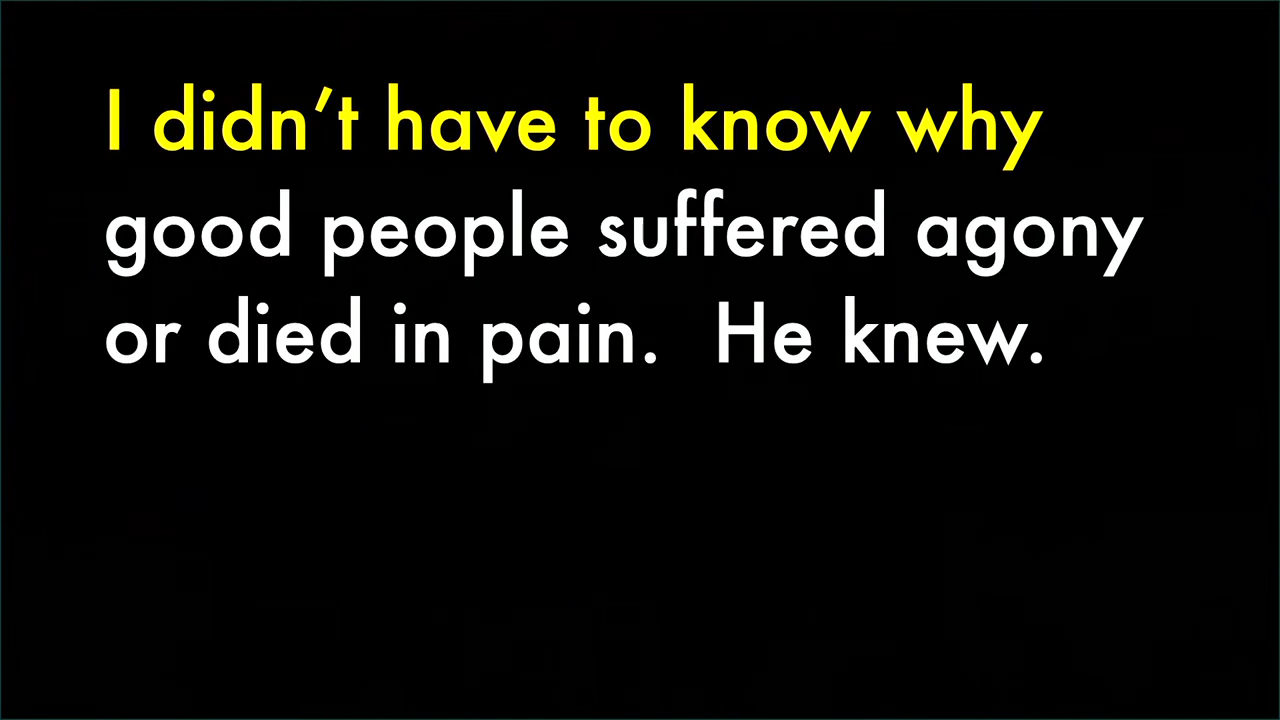 I didn’t have to know why
good people suffered agony
or died in pain.  He knew.